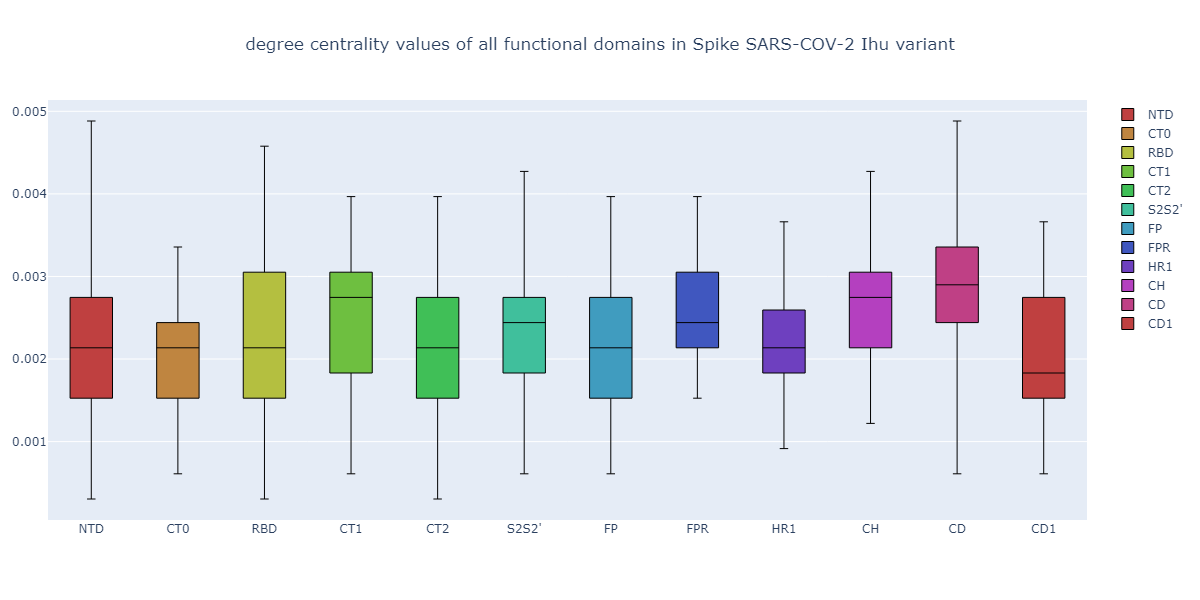 degree centrality values of all functional domains in Spike SARS-COV-2 Ihu variant
0.005
0.004
0.003
0.002
0.001
NTD CT0 RBD CT1 CT2 S2S2' FP FPR HR1 CH CD CD1
NTD
CT0
RBD
CT1
CT2
S2S2'
FP
FPR
HR1
CH
CD
CD1